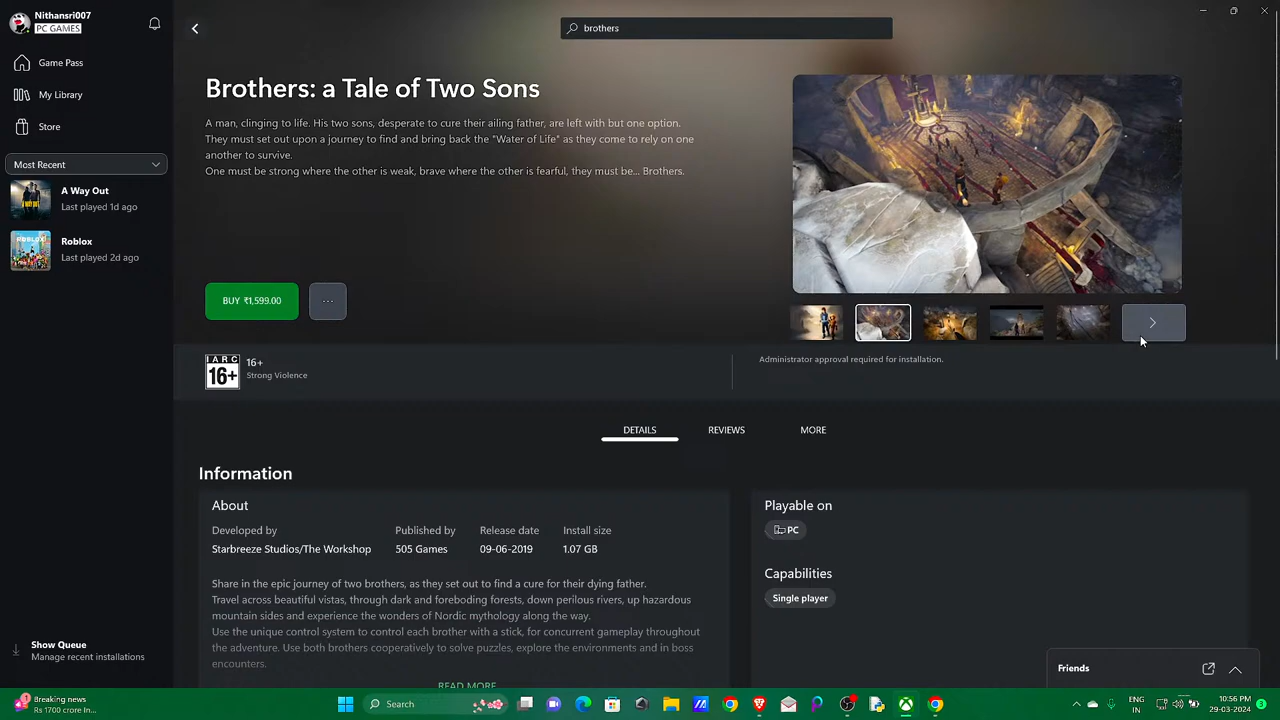 Nithansri007
PC GAMES
brothers
Home
My Library
Store
Most Recent
A Way Out
Last played 1d ago
ROBLOX
Roblox
Last played 2d ago
Show Queue
Manage recent installations
Brothers: a Tale of Two Sons
A man, clinging to life. His two sons, desperate to cure their ailing father, are left with but one option.
They must set out upon a journey to find and bring back the "Water of Life" as they come to rely on one
another to survive.
One must be strong where the other is weak, brave where the other is fearful, they must be... Brothers.
BUY ₹1,599.00
...
IARC
16+
16+
Strong Violence
Administrator approval required for installation.
DETAILS
REVIEWS
MORE
Information
About
Developed by
Starbreeze Studios/The Workshop
Published by
505 Games
Release date
09-06-2019
Install size
1.07 GB
Share in the epic journey of two brothers, as they set out to find a cure for their dying father.
Travel across beautiful vistas, through dark and foreboding forests, down perilous rivers, up hazardous
mountain sides and experience the wonders of Nordic mythology along the way.
Use the unique control system to control each brother with a stick, for concurrent gameplay throughout
the adventure. Use both brothers cooperatively to solve puzzles, explore the environments and in boss
encounters.
READ MORE
Playable on
PC
Capabilities
Single player
Friends
1
Breaking news
Rs 1700 crore In...
Search
ENG
IN
10:56 PM
29-03-2024
3